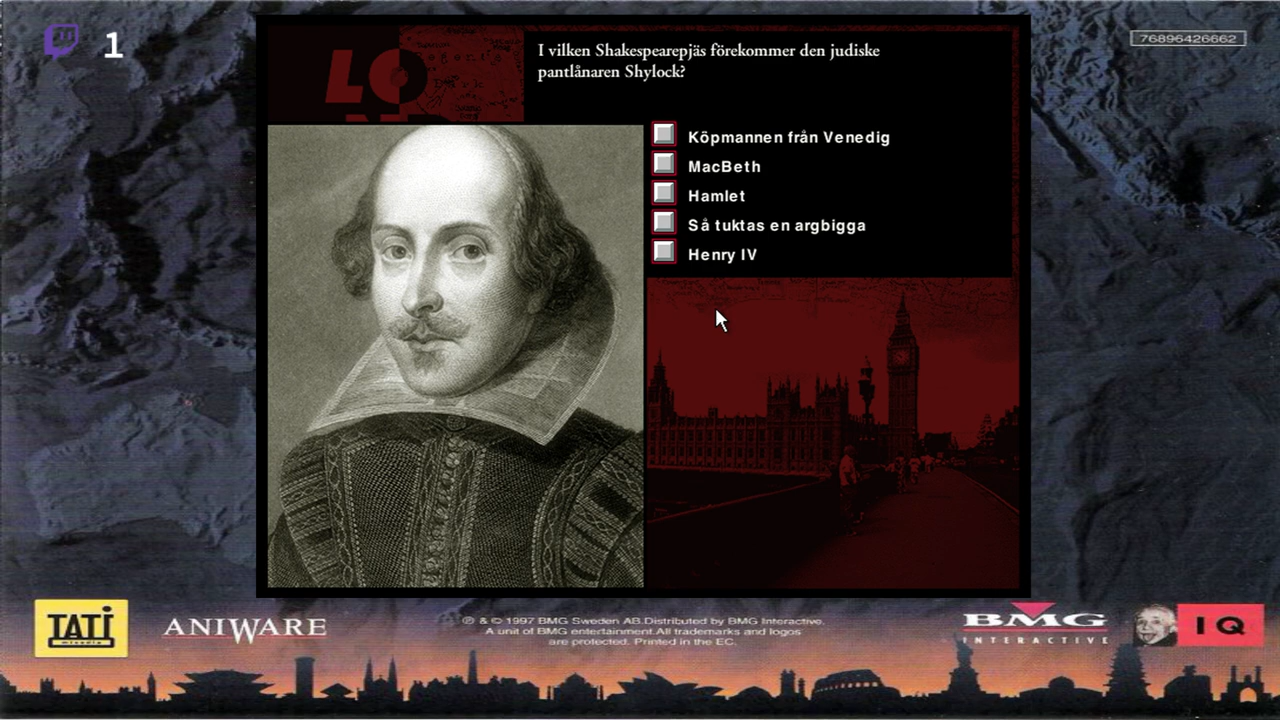 1
76896426662
LO
I vilken Shakespearepjäs förekommer den judiske
pantlånaren Shylock?
Köpmannen från Venedig
MacBeth
Hamlet
Så tuktas en argbigga
Henry IV
TATi
mixedia
ANIWARE
℗ & © 1997 BMG Sweden AB.Distributed by BMG Interactive.
A unit of BMG entertainment.All trademarks and logos
are protected. Printed in the EC.
BMG
INTERACTIVE
IQ